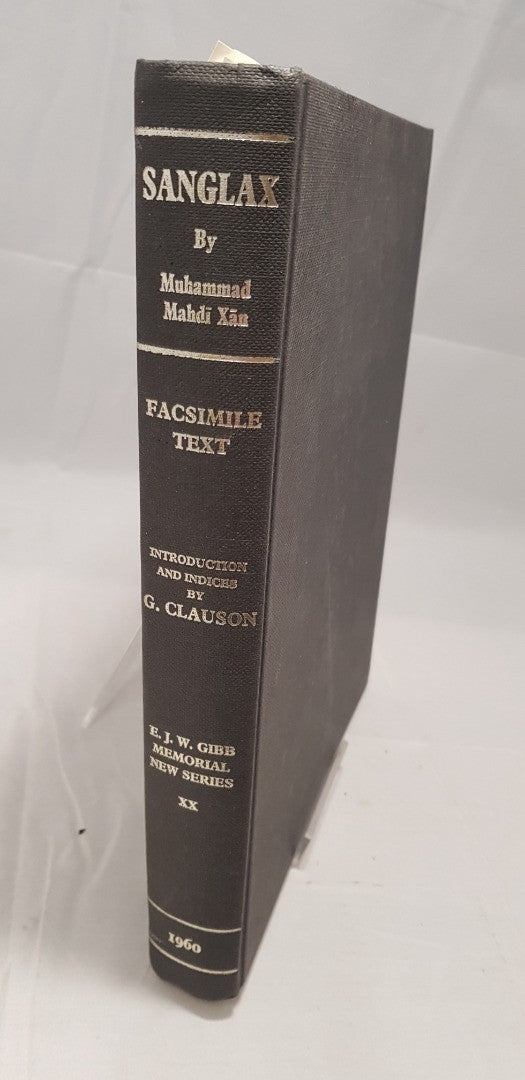 SANGLAX
By
Muhammad
Mahdī Xān
FACSIMILE
TEXT
INTRODUCTION
AND INDICES
BY
G. CLAUSON
E. J. W. GIBB
MEMORIAL
NEW SERIES
XX
1960